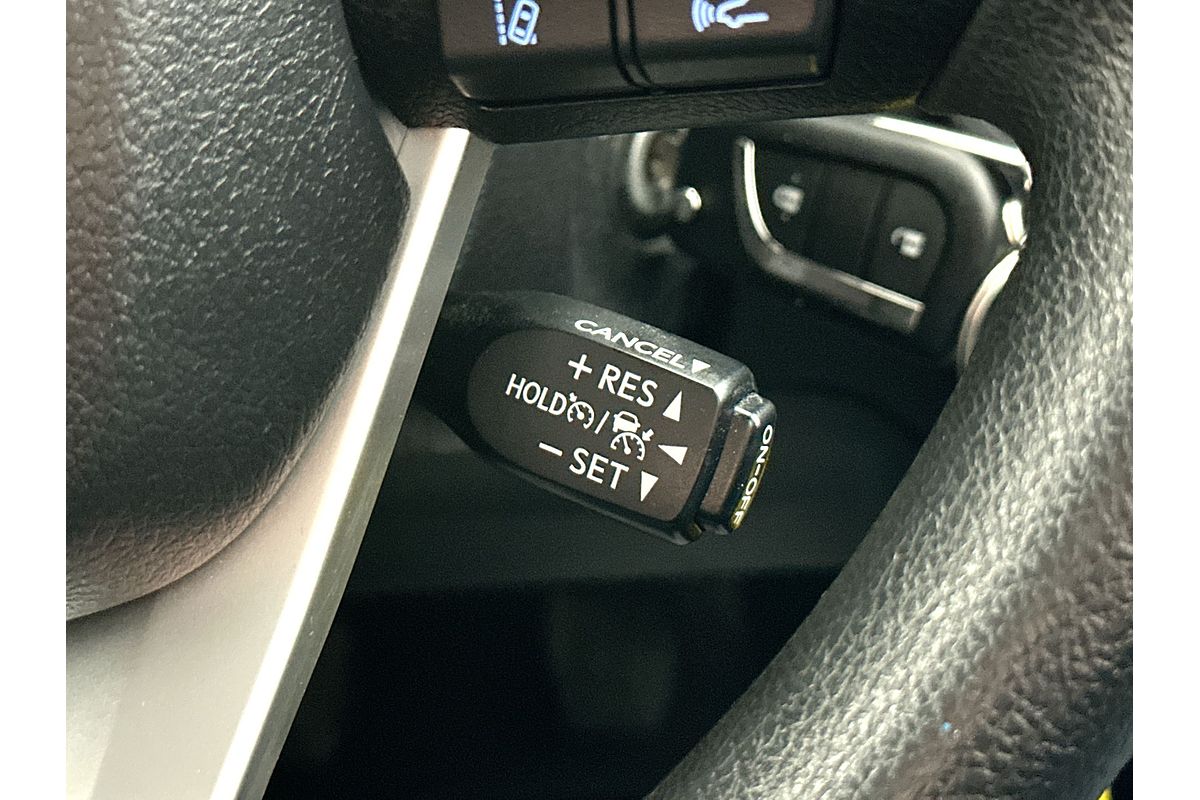 CANCEL
+ RES
HOLD /
− SET
ON-OFF